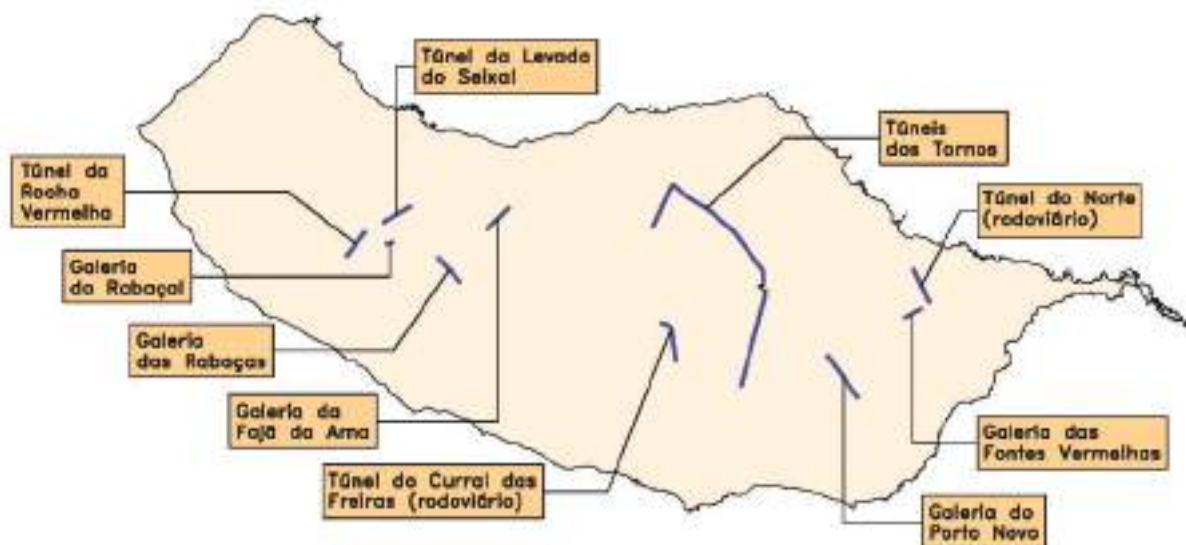 Túnel da Levada
do Seixal
Túneis
dos Tornos
Túnel da
Rocha
Vermelha
Túnel do Norte
(rodoviário)
Galeria
do Rabaçal
Galeria
das Rabaças
Galeria da
Fajã da Ama
Galeria das
Fontes Vermelhas
Túnel do Curral das
Freiras (rodoviário)
Galeria do
Porto Novo